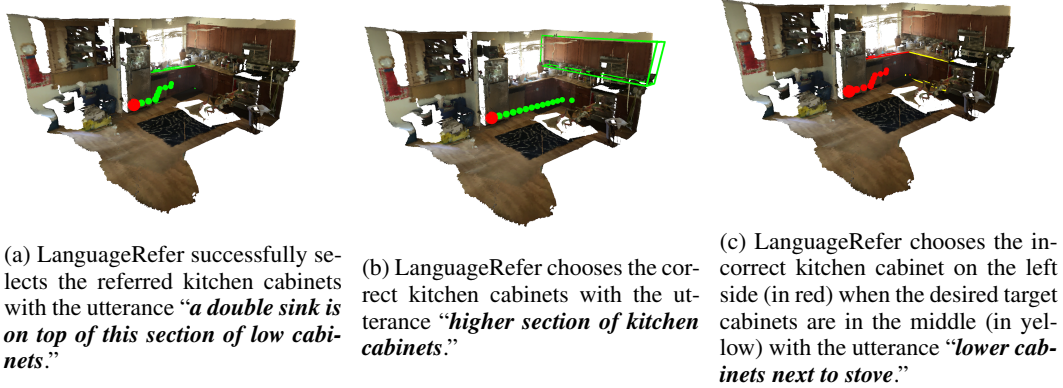 (a) LanguageRefer successfully se-
lects the referred kitchen cabinets
with the utterance “a double sink is
on top of this section of low cabi-
nets.”
(b) LanguageRefer chooses the cor-
rect kitchen cabinets with the ut-
terance “higher section of kitchen
cabinets.”
(c) LanguageRefer chooses the in-
correct kitchen cabinet on the left
side (in red) when the desired target
cabinets are in the middle (in yel-
low) with the utterance “lower cab-
inets next to stove.”